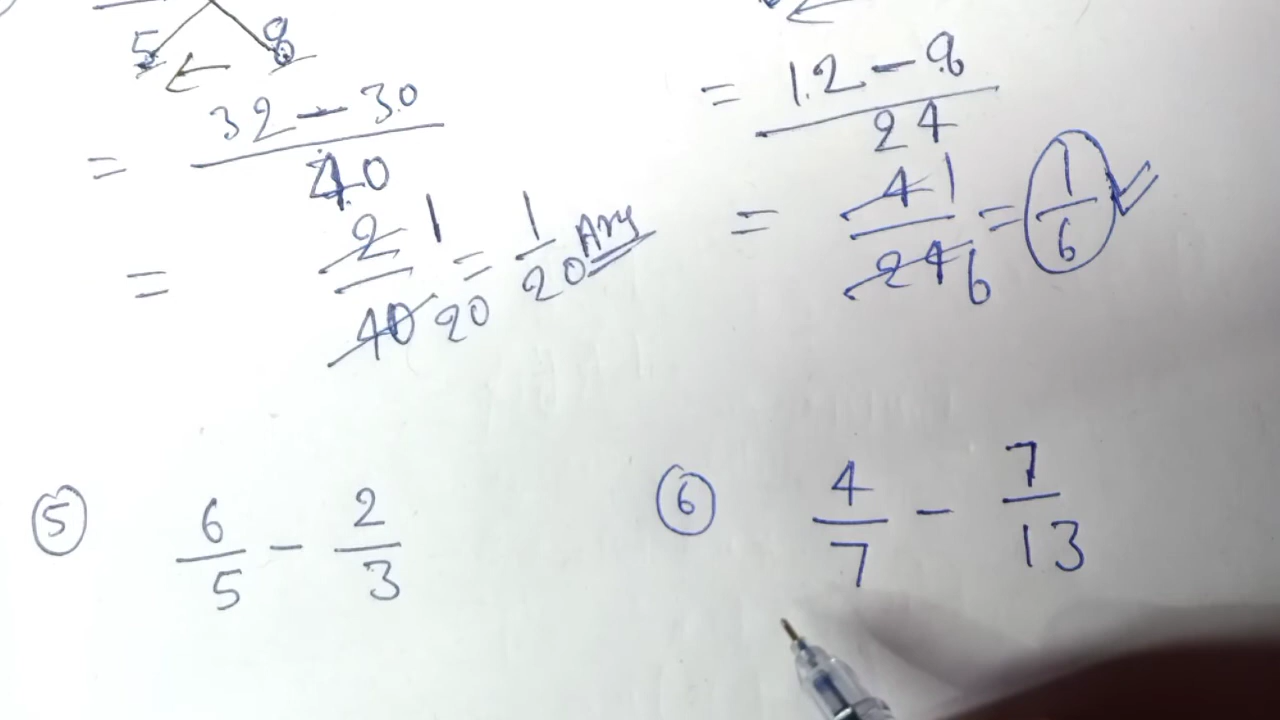 5 8
= 32 - 30 / 40
= 2 1 / 40 20 = 1/20 Ans
= 12 - 8 / 24
= 4 1 / 24 6 = 1/6 ✓
⑤ 6/5 - 2/3
⑥ 4/7 - 7/13